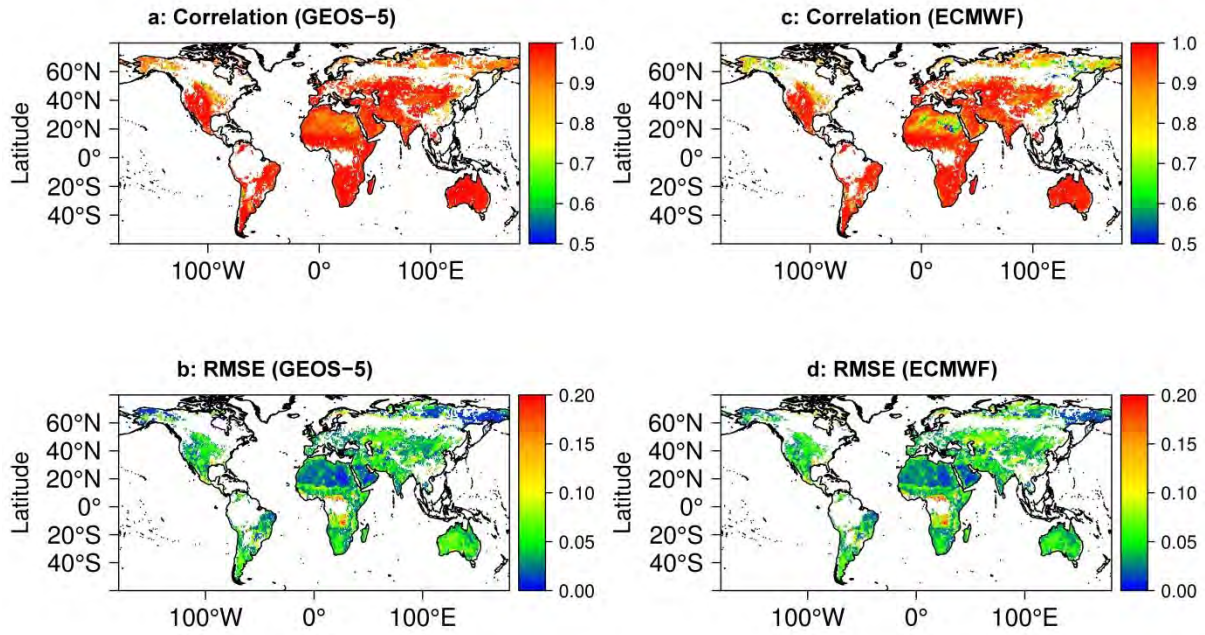 a: Correlation (GEOS−5)
Latitude
60°N
40°N
20°N
0°
20°S
40°S
100°W 0° 100°E
1.0
0.9
0.8
0.7
0.6
0.5
c: Correlation (ECMWF)
Latitude
60°N
40°N
20°N
0°
20°S
40°S
100°W 0° 100°E
1.0
0.9
0.8
0.7
0.6
0.5
b: RMSE (GEOS−5)
Latitude
60°N
40°N
20°N
0°
20°S
40°S
100°W 0° 100°E
0.20
0.15
0.10
0.05
0.00
d: RMSE (ECMWF)
Latitude
60°N
40°N
20°N
0°
20°S
40°S
100°W 0° 100°E
0.20
0.15
0.10
0.05
0.00